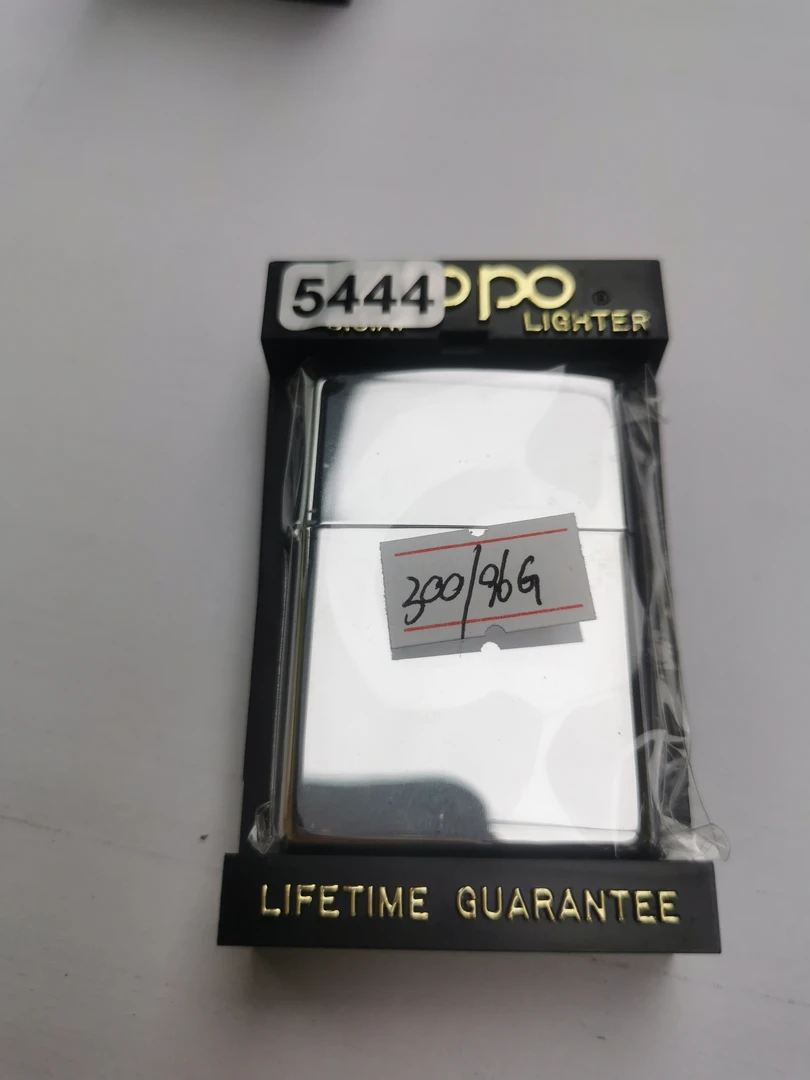 5444 ppo ®
LIGHTER
300/96G
LIFETIME GUARANTEE